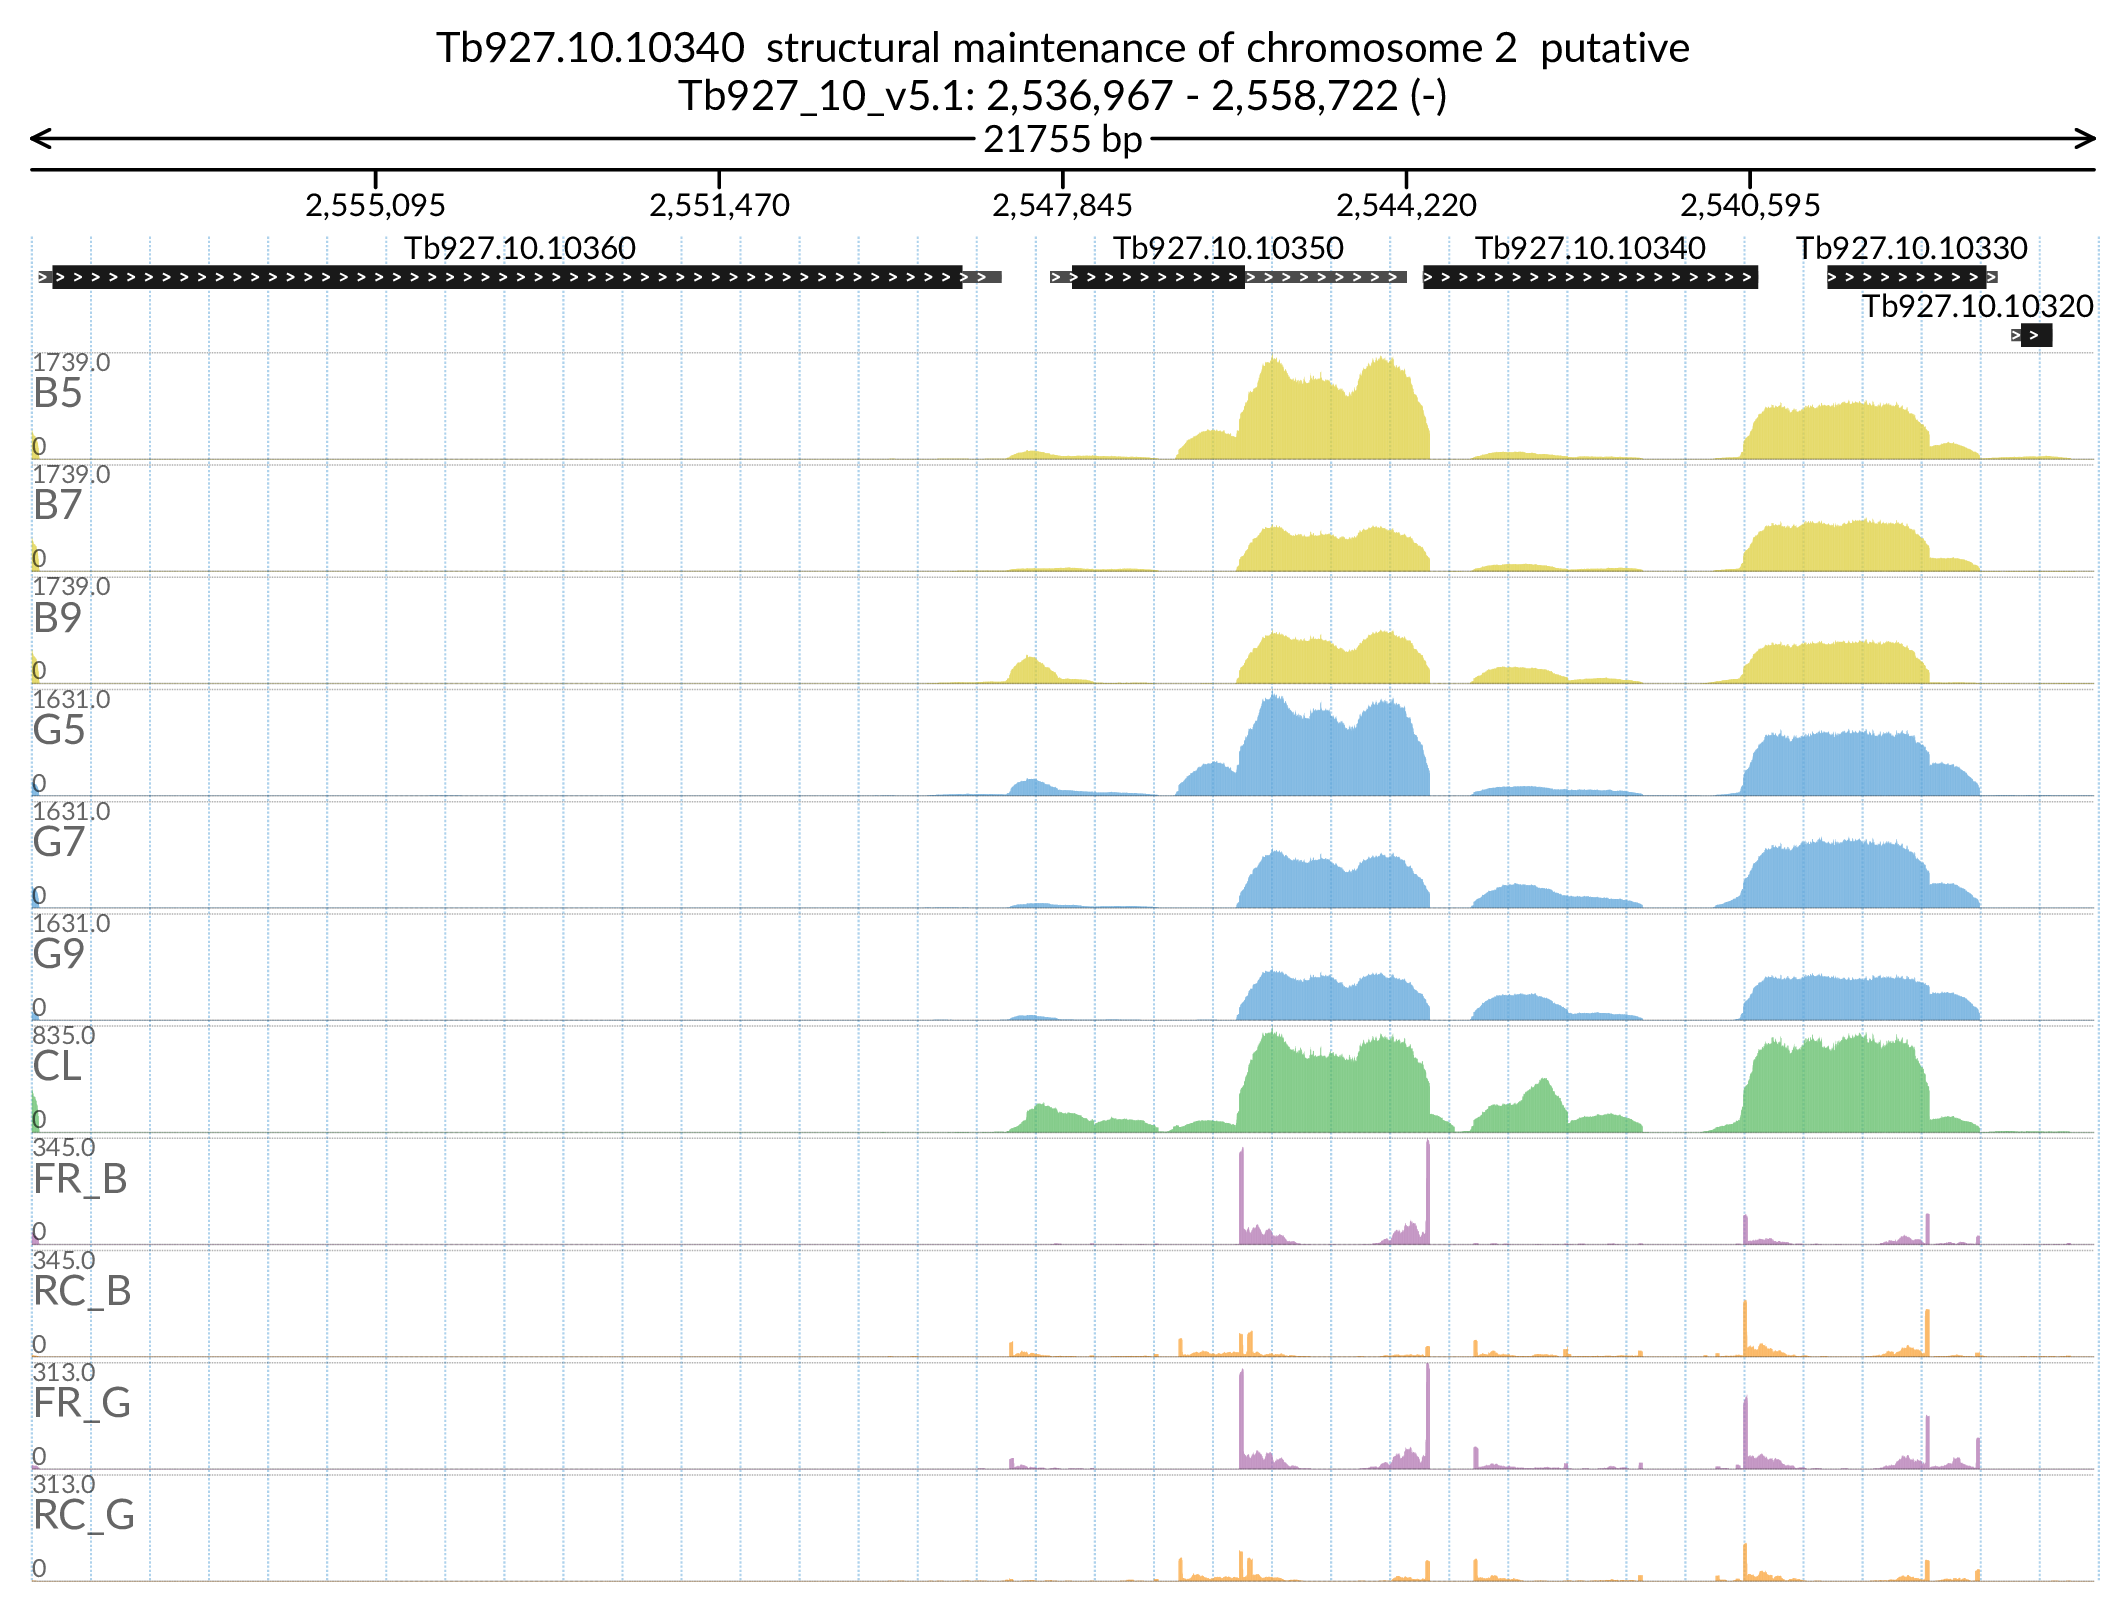 Tb927.10.10340  structural maintenance of chromosome 2  putative
Tb927_10_v5.1: 2,536,967 - 2,558,722 (-)
21755 bp
2,555,095 2,551,470 2,547,845 2,544,220 2,540,595
Tb927.10.10360 Tb927.10.10350 Tb927.10.10340 Tb927.10.10330
Tb927.10.10320
1739.0
B5
0
1739.0
B7
0
1739.0
B9
0
1631.0
G5
0
1631.0
G7
0
1631.0
G9
0
835.0
CL
0
345.0
FR_B
0
345.0
RC_B
0
313.0
FR_G
0
313.0
RC_G
0